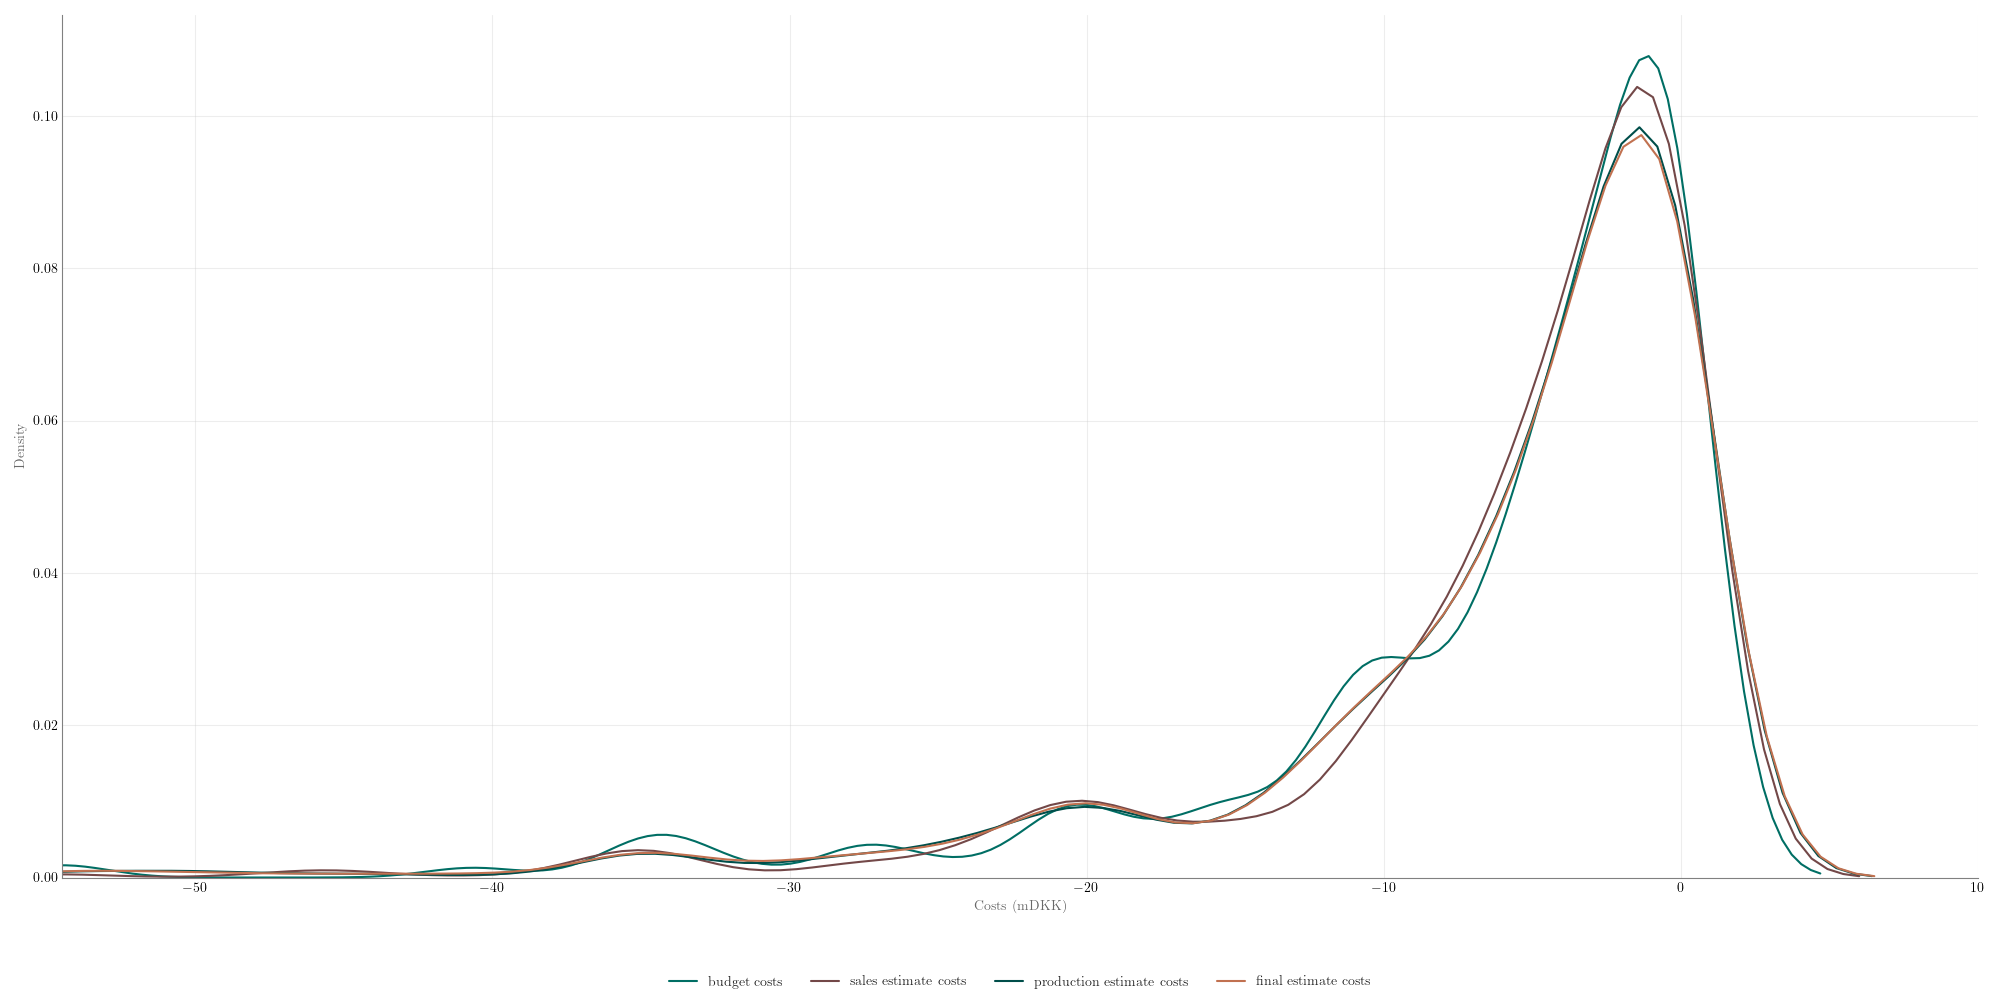 0.10
0.08
0.06
0.04
0.02
0.00
Density
−50 −40 −30 −20 −10 0 10
Costs (mDKK)
budget costs sales estimate costs production estimate costs final estimate costs